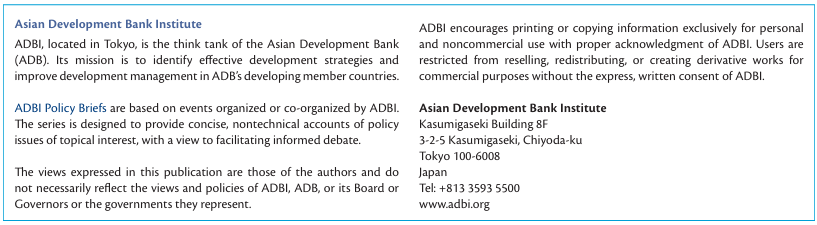 Asian Development Bank Institute
ADBI, located in Tokyo, is the think tank of the Asian Development Bank
(ADB). Its mission is to identify effective development strategies and
improve development management in ADB's developing member countries.
ADBI Policy Briefs are based on events organized or co-organized by ADBI.
The series is designed to provide concise, nontechnical accounts of policy
issues of topical interest, with a view to facilitating informed debate.
The views expressed in this publication are those of the authors and do
not necessarily reflect the views and policies of ADBI, ADB, or its Board or
Governors or the governments they represent.
ADBI encourages printing or copying information exclusively for personal
and noncommercial use with proper acknowledgment of ADBI. Users are
restricted from reselling, redistributing, or creating derivative works for
commercial purposes without the express, written consent of ADBI.
Asian Development Bank Institute
Kasumigaseki Building 8F
3-2-5 Kasumigaseki, Chiyoda-ku
Tokyo 100-6008
Japan
Tel: +813 3593 5500
www.adbi.org